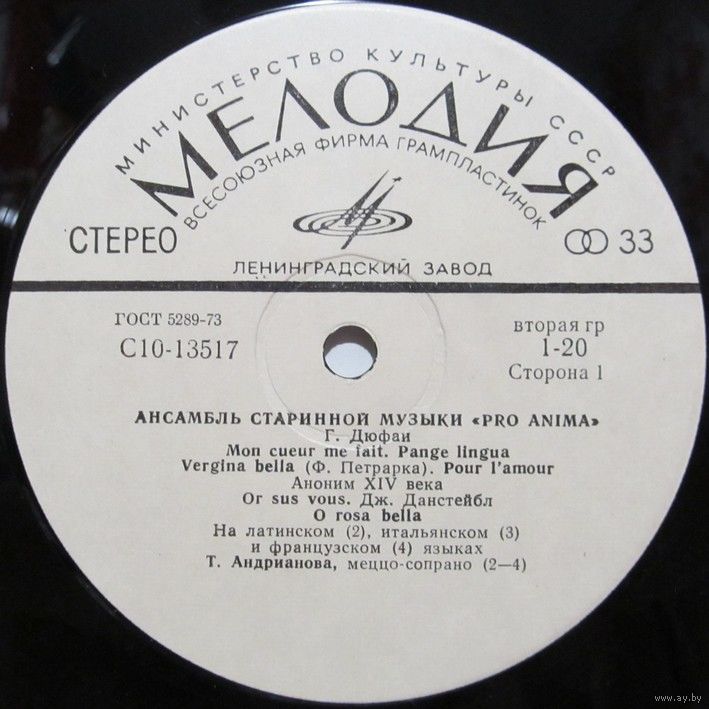 МИНИСТЕРСТВО КУЛЬТУРЫ СССР
МЕЛОДИЯ
ВСЕСОЮЗНАЯ ФИРМА ГРАМПЛАСТИНОК
СТЕРЕО
33
ЛЕНИНГРАДСКИЙ ЗАВОД
ГОСТ 5289-73
С10-13517
вторая гр
1-20
Сторона 1
АНСАМБЛЬ СТАРИННОЙ МУЗЫКИ «PRO ANIMA»
Г. Дюфаи
Mon cueur me fait. Pange lingua
Vergina bella (Ф. Петрарка). Pour l'amour
Аноним XIV века
Or sus vous. Дж. Данстейбл
O rosa bella
На латинском (2), итальянском (3)
и французском (4) языках
Т. Андрианова, меццо-сопрано (2—4)
www.ay.by